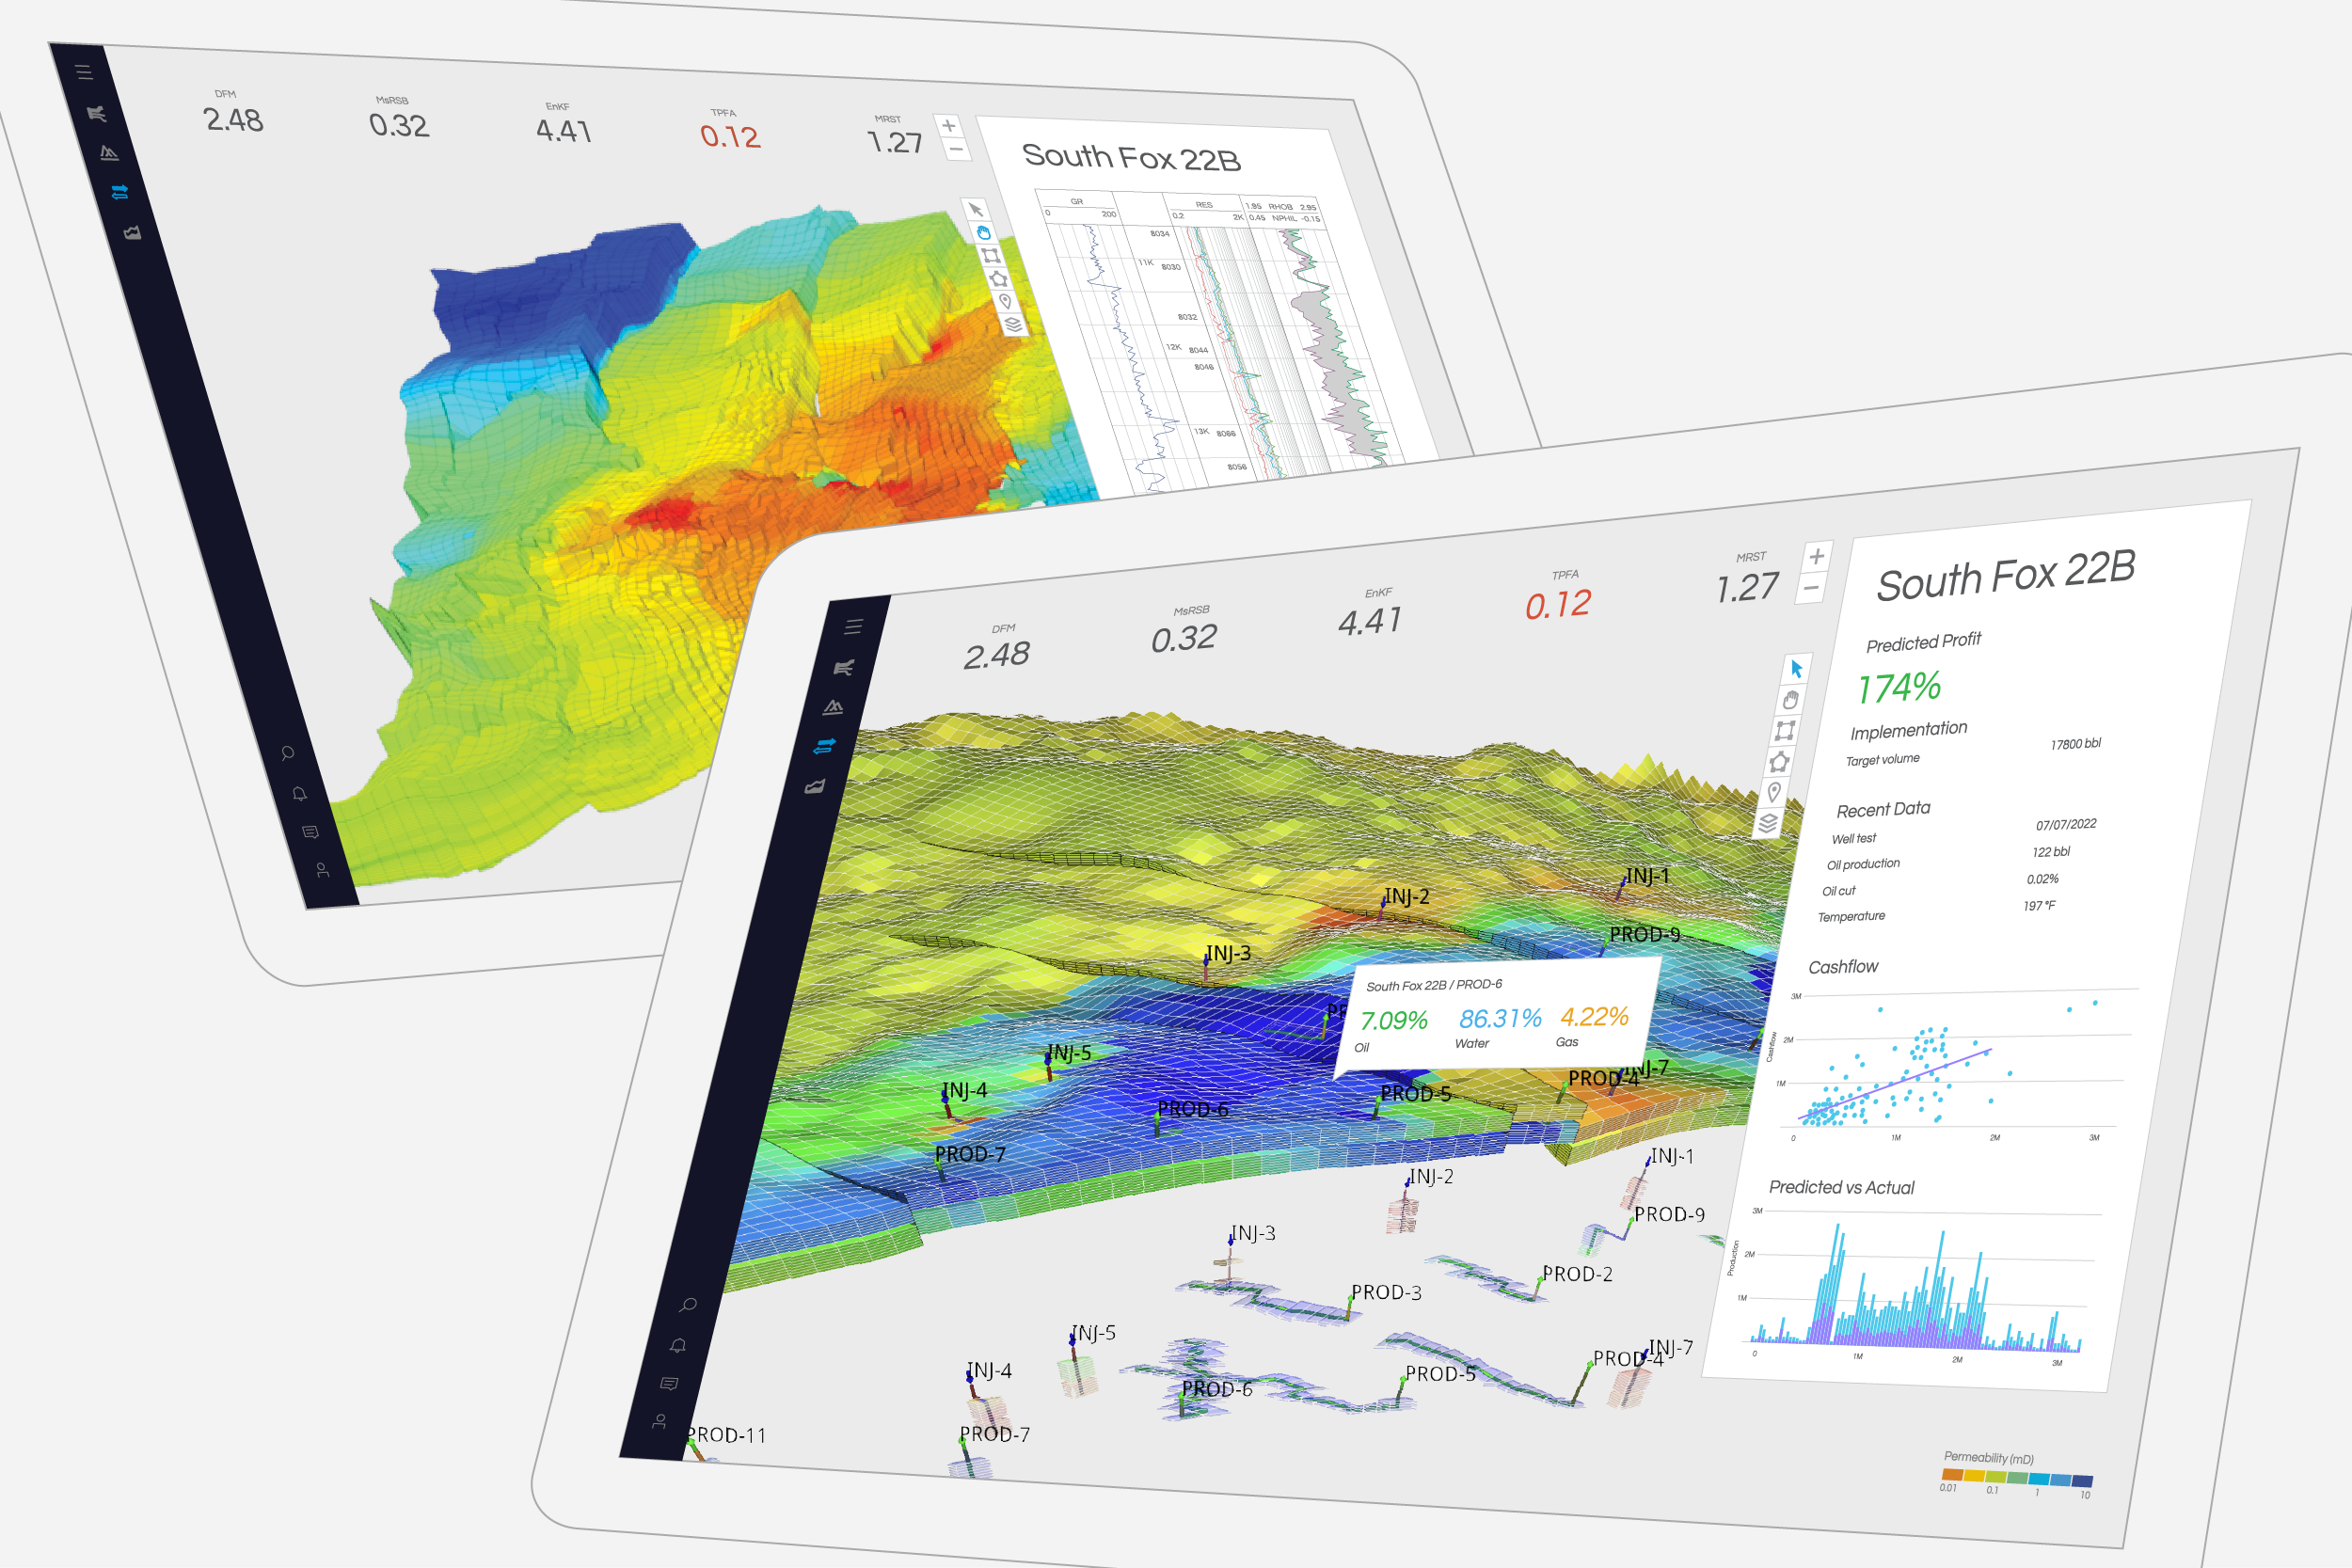 DFM MsRSB EnKF TPFA MRST
2.48 0.32 4.41 0.12 1.27
+
−
South Fox 22B
GR RES 1.95 RHOB 2.95
0 200 0.2 2K 0.45 NPHIL -0.15
8034
11K 8030
8032
12K 8044
8046
13K 8066
8056
DFM MsRSB EnKF TPFA MRST
2.48 0.32 4.41 0.12 1.27
+
−
South Fox 22B
Predicted Profit
174%
Implementation
Target volume 17800 bbl
Recent Data
Well test 07/07/2022
Oil production 122 bbl
Oil cut 0.02%
Temperature 197 °F
Cashflow
3M
2M
1M
Cashflow
0 1M 2M 3M
Predicted vs Actual
3M
2M
1M
Production
0 1M 2M 3M
INJ-1
INJ-2
PROD-9
INJ-3
South Fox 22B / PROD-6
7.09% 86.31% 4.22%
Oil Water Gas
INJ-5
INJ-7
PROD-4
INJ-4
PROD-5
PROD-6
PROD-7
INJ-1
INJ-2
PROD-9
INJ-3
PROD-2
PROD-3
INJ-5
INJ-7
PROD-4
INJ-4
PROD-5
PROD-6
PROD-11
PROD-7
Permeability (mD)
0.01 0.1 1 10